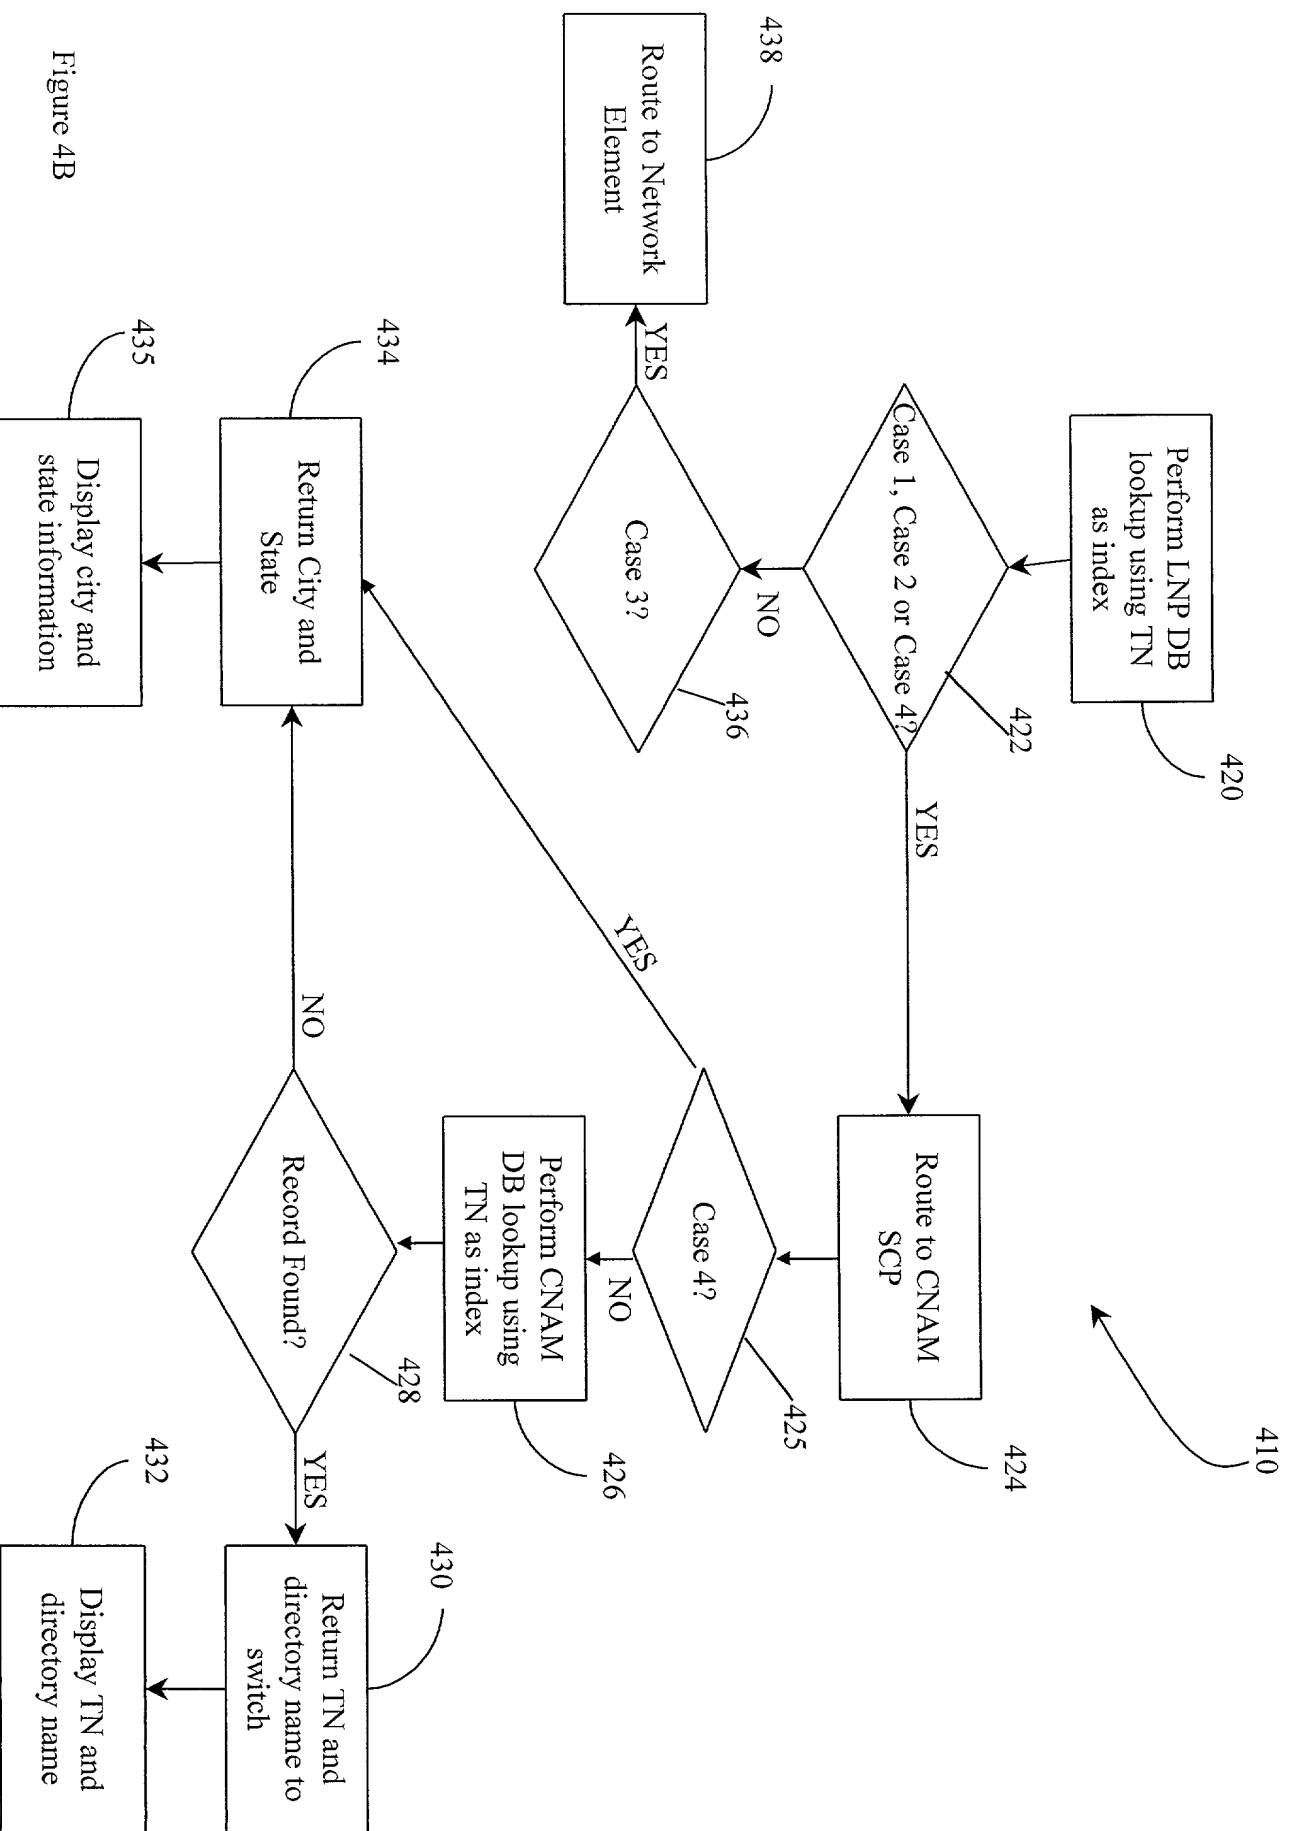 410
Perform LNP DB
lookup using TN
as index
420
Case 1, Case 2 or Case 4?
422
YES
NO
Route to CNAM
SCP
424
Case 4?
425
YES
NO
Case 3?
436
YES
Route to Network
Element
438
Perform CNAM
DB lookup using
TN as index
426
Record Found?
428
NO
YES
Return City and
State
434
Display city and
state information
435
Return TN and
directory name to
switch
430
Display TN and
directory name
432
Figure 4B